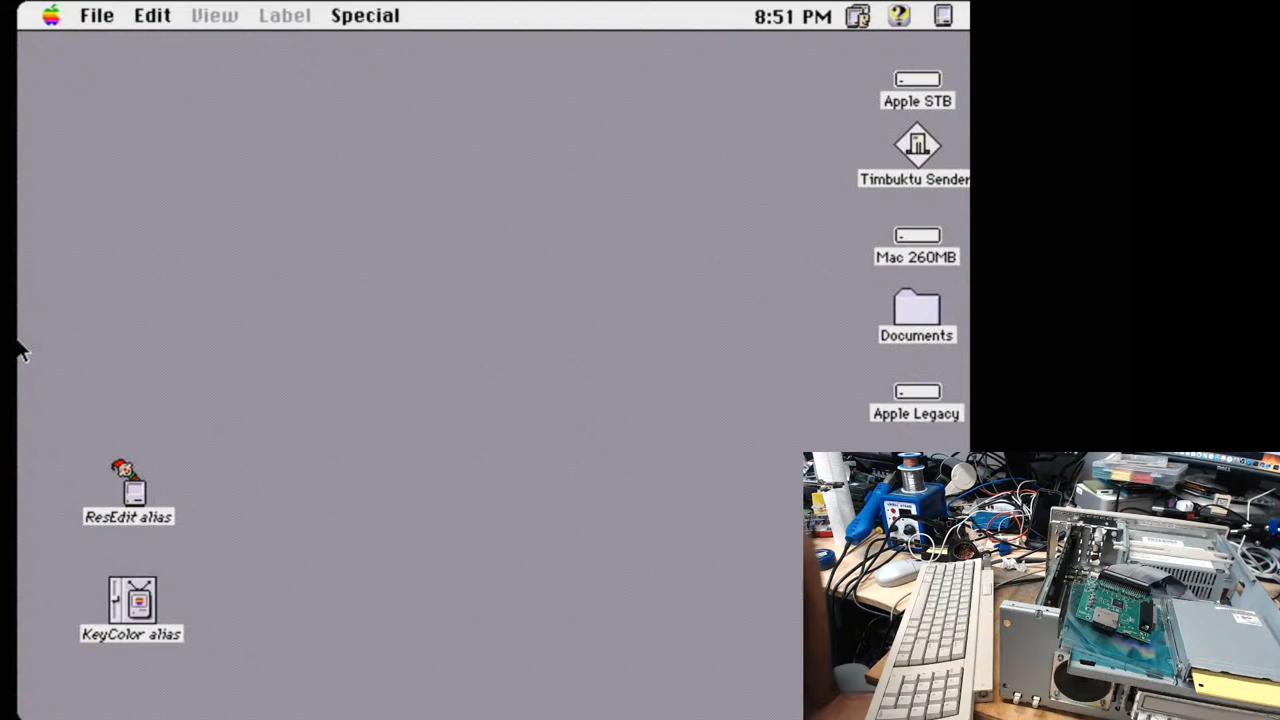 File Edit View Label Special 8:51 PM
Apple STB
Timbuktu Sender
Mac 260MB
Documents
Apple Legacy
ResEdit alias
KeyColor alias
DELL